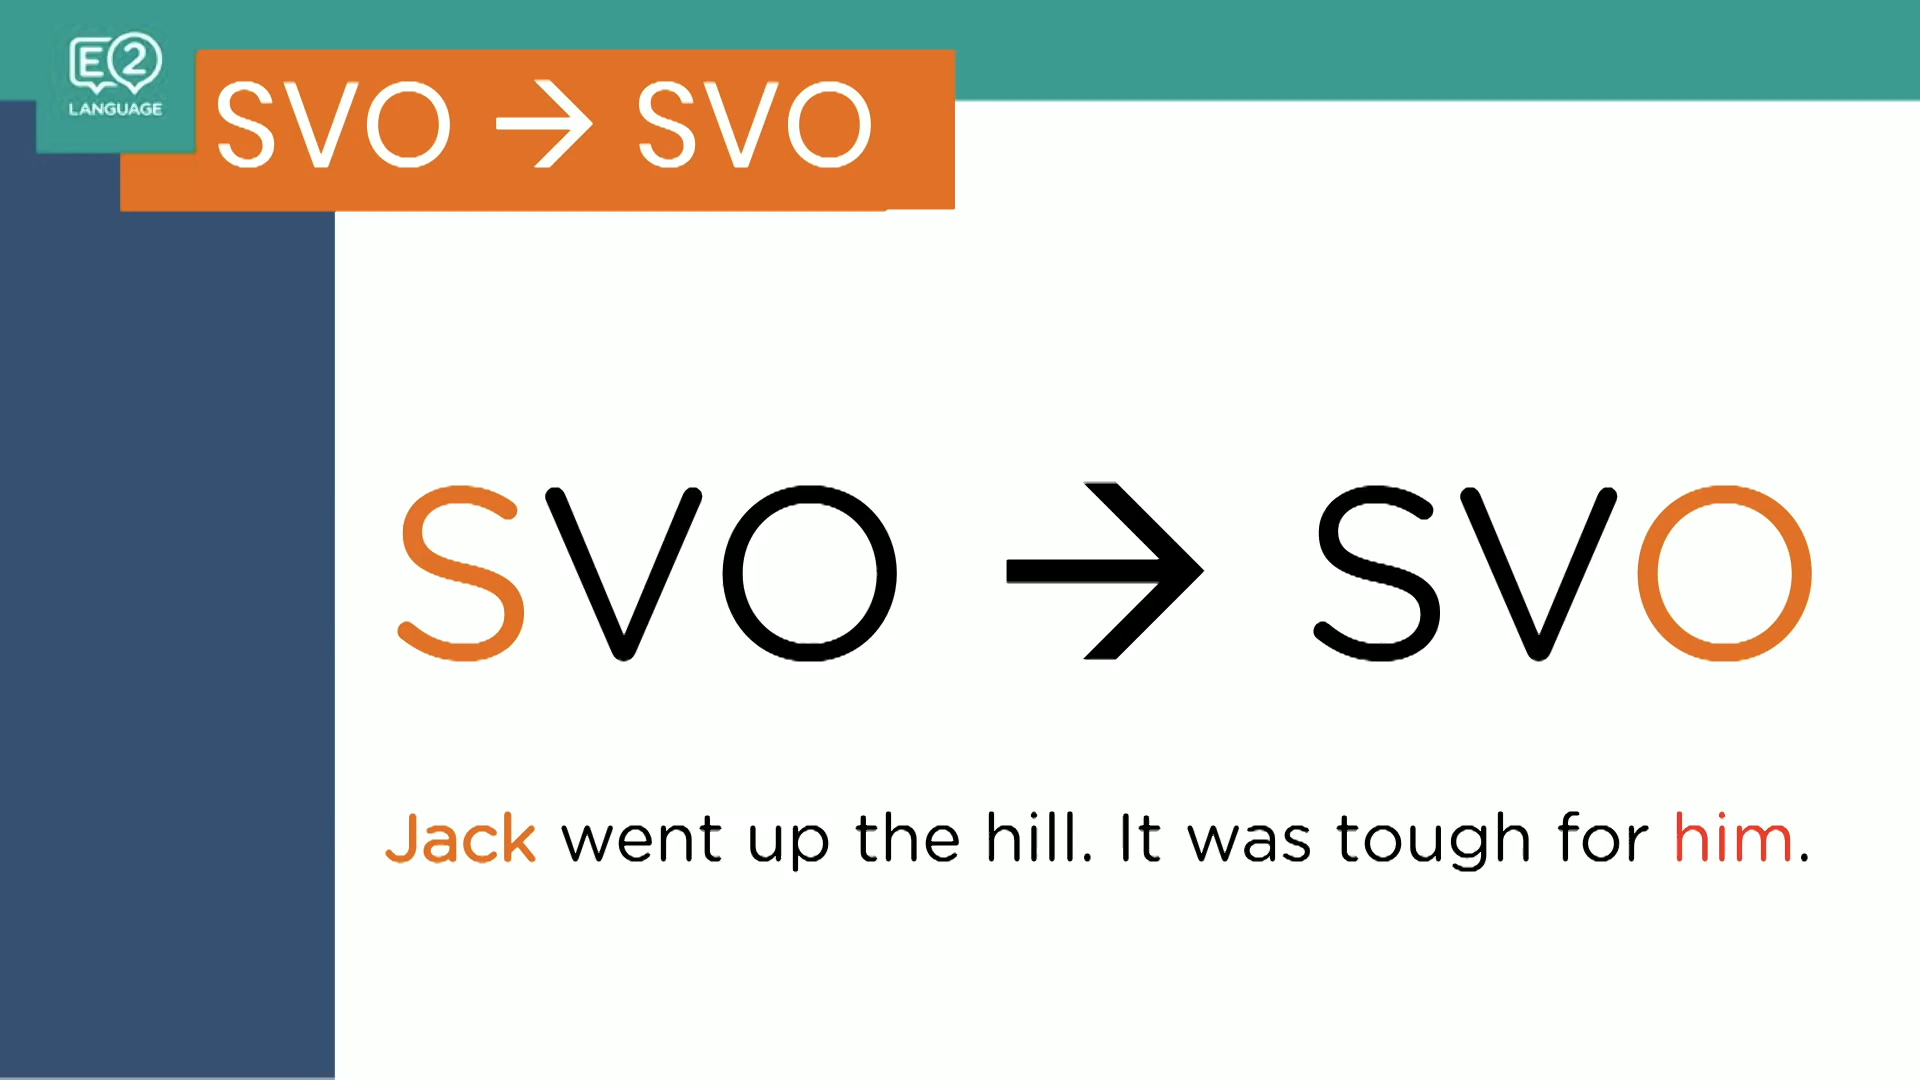 E2
LANGUAGE
SVO → SVO
SVO → SVO
Jack went up the hill. It was tough for him.